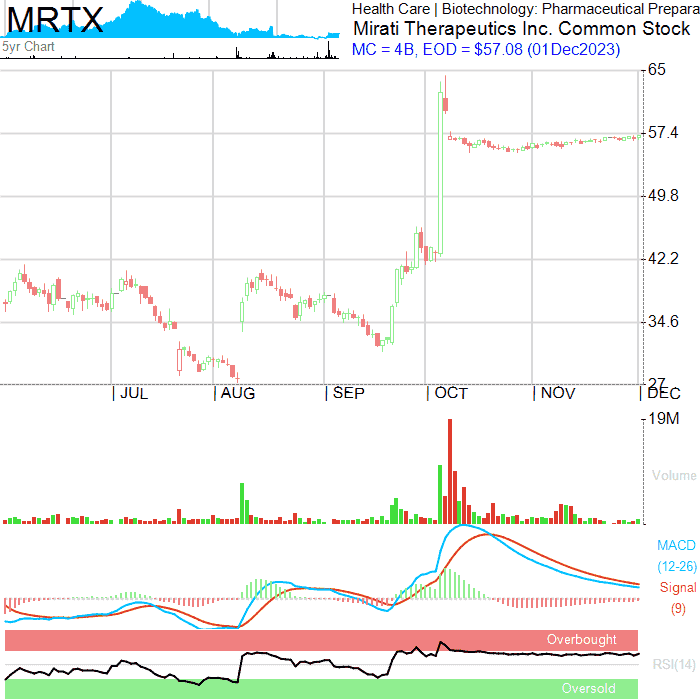 MRTX
5yr Chart
Health Care | Biotechnology: Pharmaceutical Prepara
Mirati Therapeutics Inc. Common Stock
MC = 4B, EOD = $57.08 (01Dec2023)
65
57.4
49.8
42.2
34.6
27
JUL AUG SEP OCT NOV DEC
19M
Volume
MACD
(12-26)
Signal
(9)
Overbought
RSI(14)
Oversold